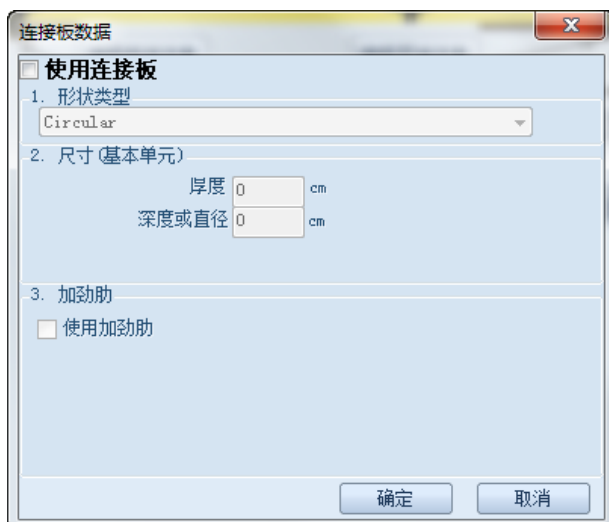 连接板数据
使用连接板
1. 形状类型
Circular
2. 尺寸(基本单元)
厚度 0 cm
深度或直径 0 cm
3. 加劲肋
使用加劲肋
确定 取消